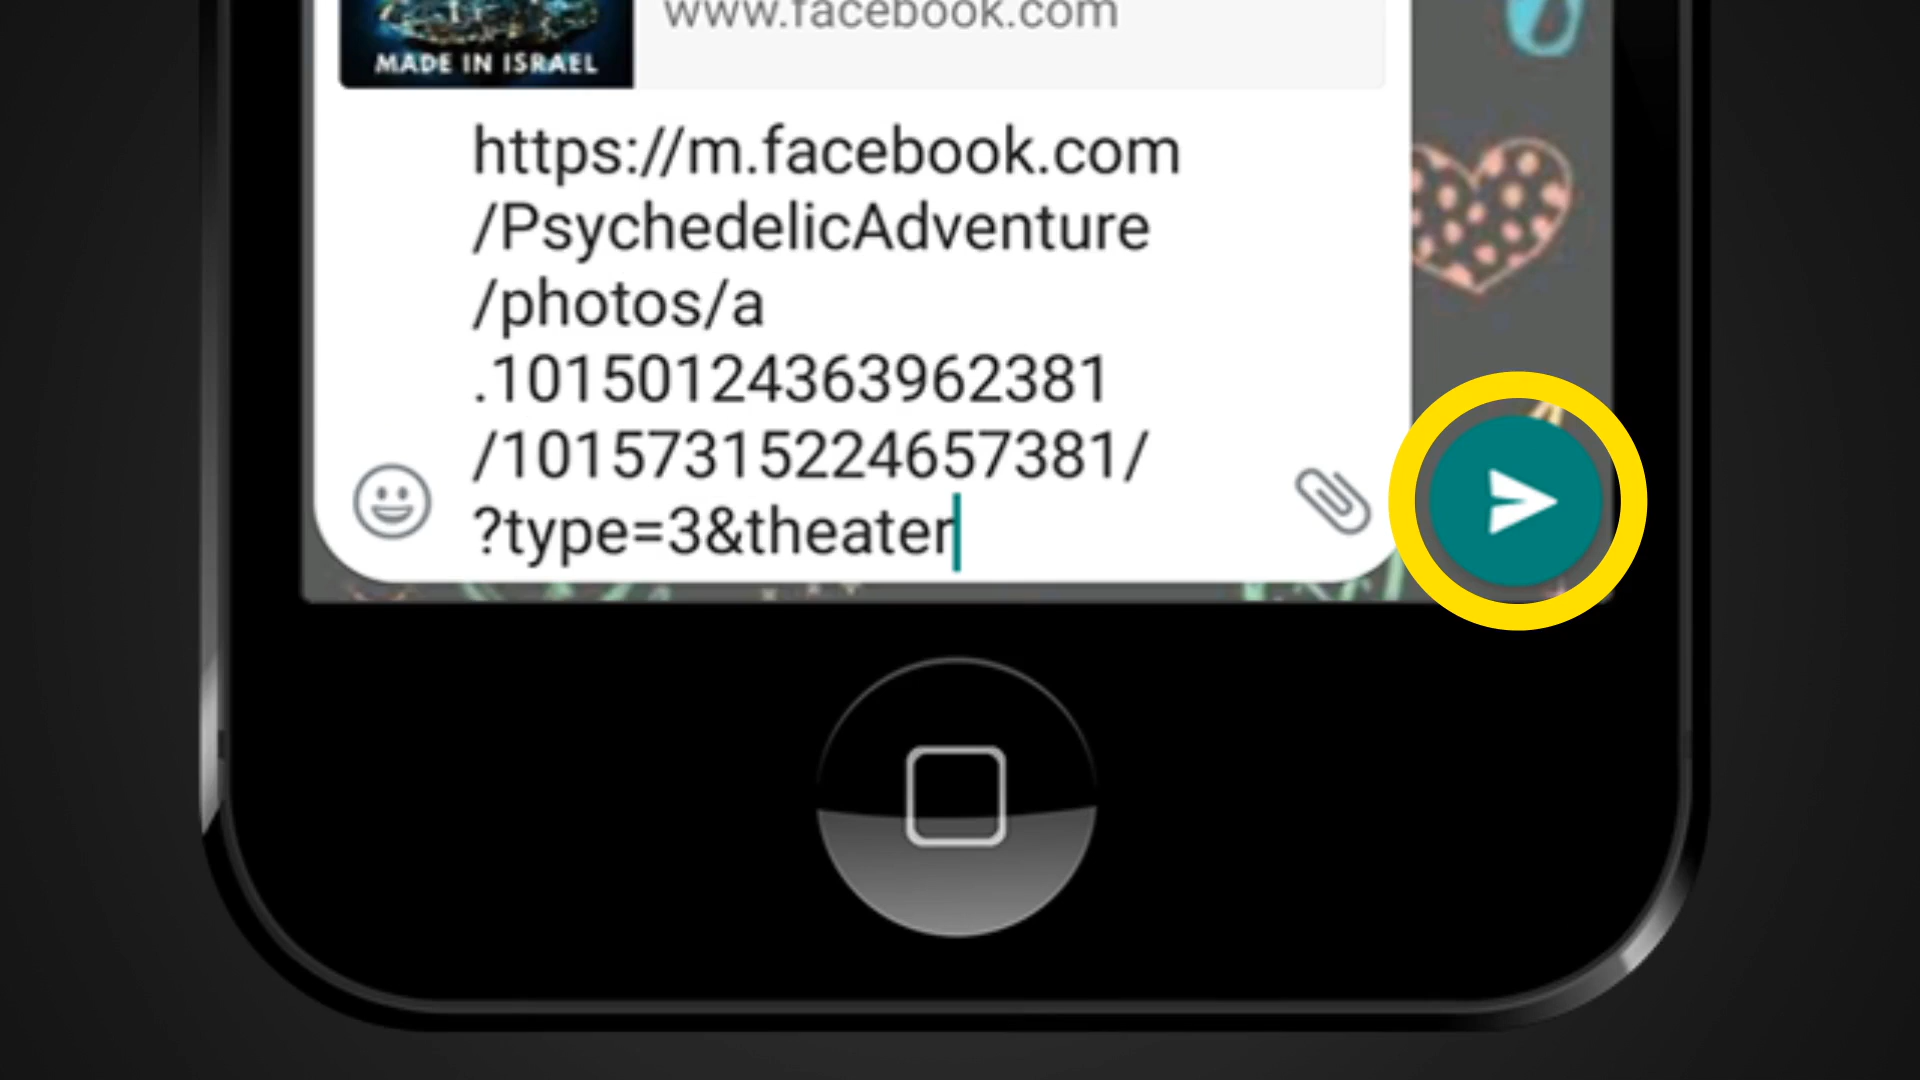 www.facebook.com
MADE IN ISRAEL
https://m.facebook.com
/PsychedelicAdventure
/photos/a
.10150124363962381
/10157315224657381/
?type=3&theater